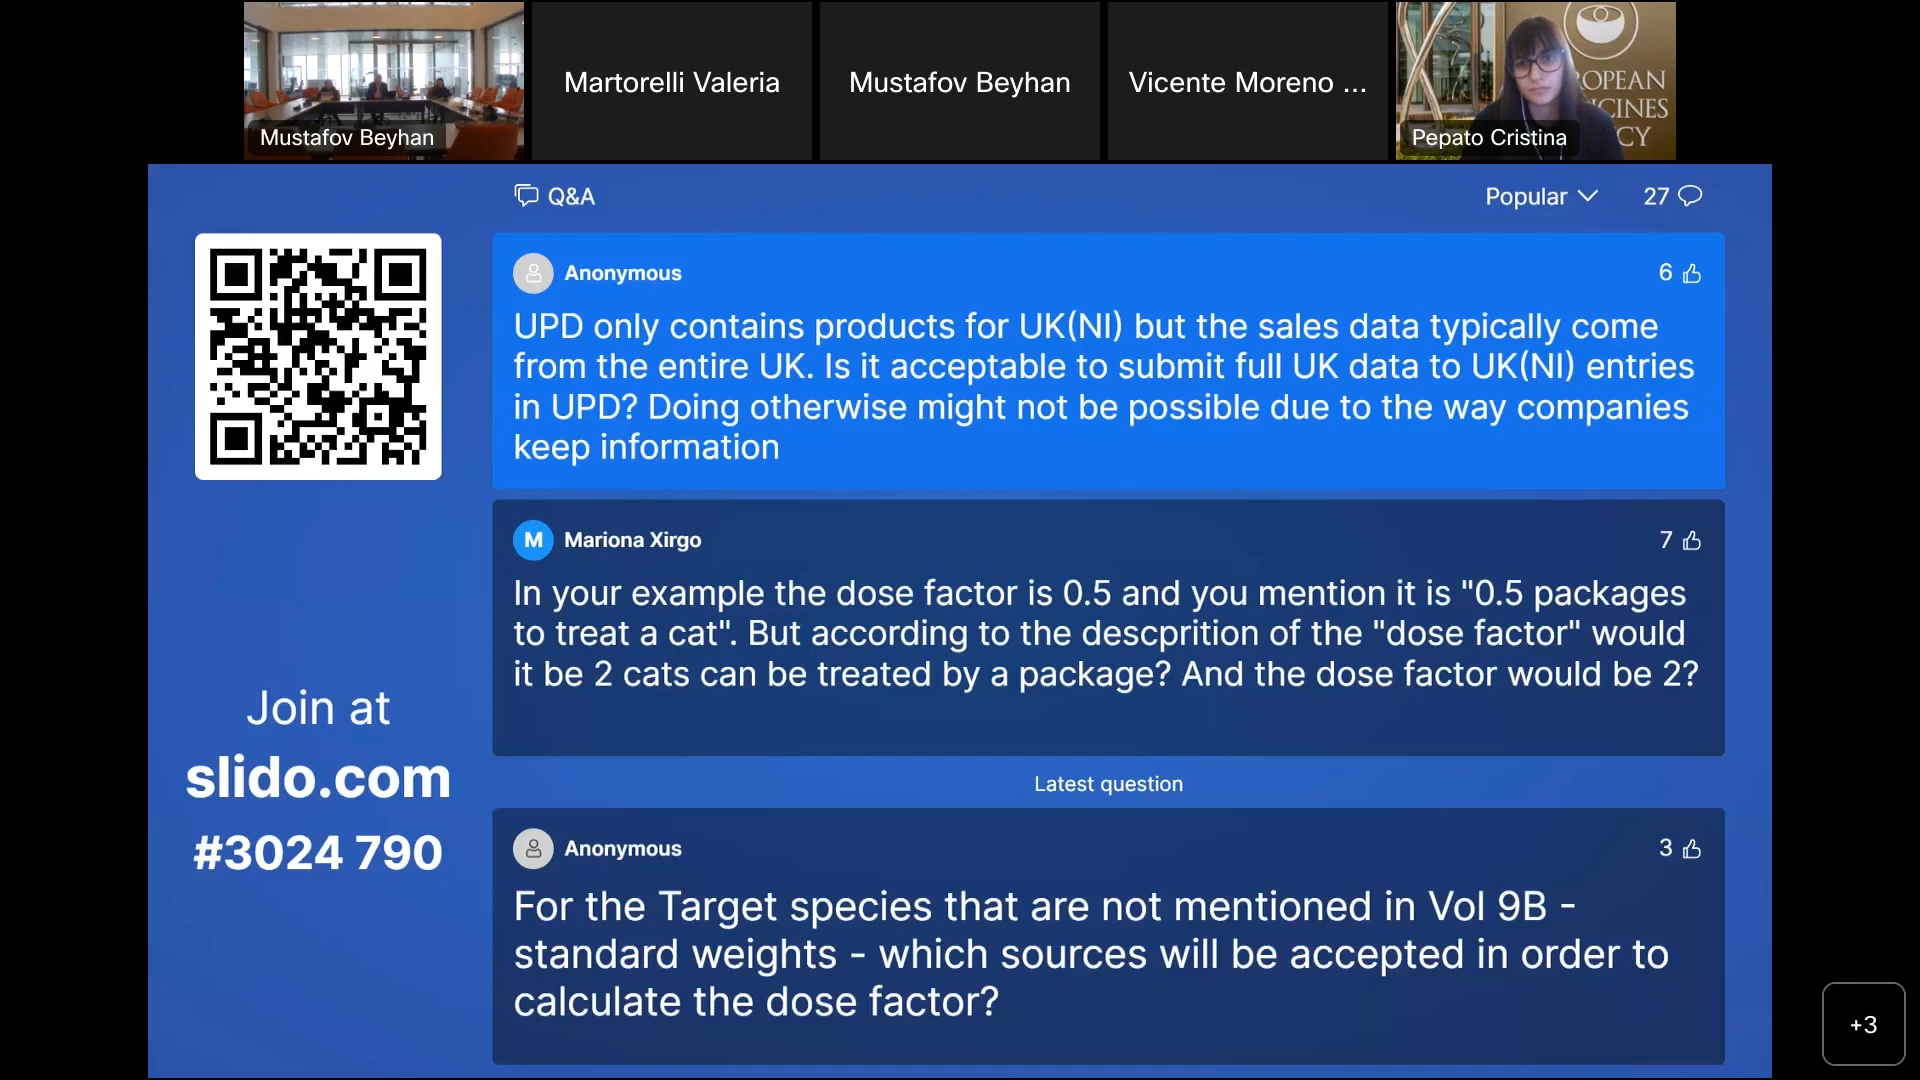 Mustafov Beyhan
Martorelli Valeria
Mustafov Beyhan
Vicente Moreno ...
Pepato Cristina
Q&A
Popular
27
Anonymous
6
UPD only contains products for UK(NI) but the sales data typically come
from the entire UK. Is it acceptable to submit full UK data to UK(NI) entries
in UPD? Doing otherwise might not be possible due to the way companies
keep information
M
Mariona Xirgo
7
In your example the dose factor is 0.5 and you mention it is "0.5 packages
to treat a cat". But according to the descprition of the "dose factor" would
it be 2 cats can be treated by a package? And the dose factor would be 2?
Latest question
Anonymous
3
For the Target species that are not mentioned in Vol 9B -
standard weights - which sources will be accepted in order to
calculate the dose factor?
Join at
slido.com
#3024 790
+3